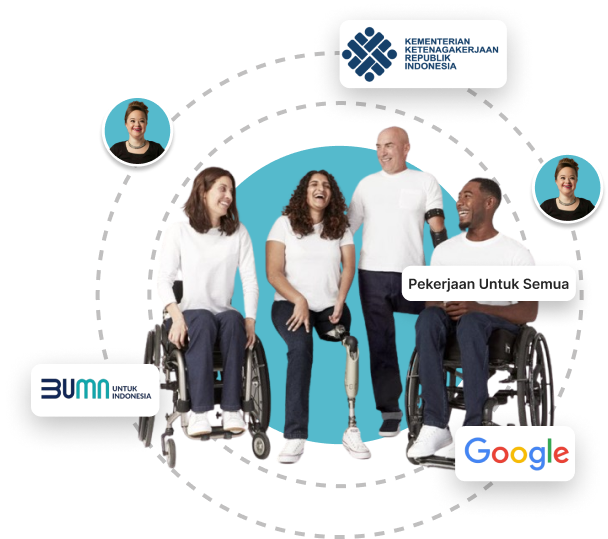 KEMENTERIAN
KETENAGAKERJAAN
REPUBLIK
INDONESIA
Pekerjaan Untuk Semua
BUMN UNTUK
INDONESIA
Google